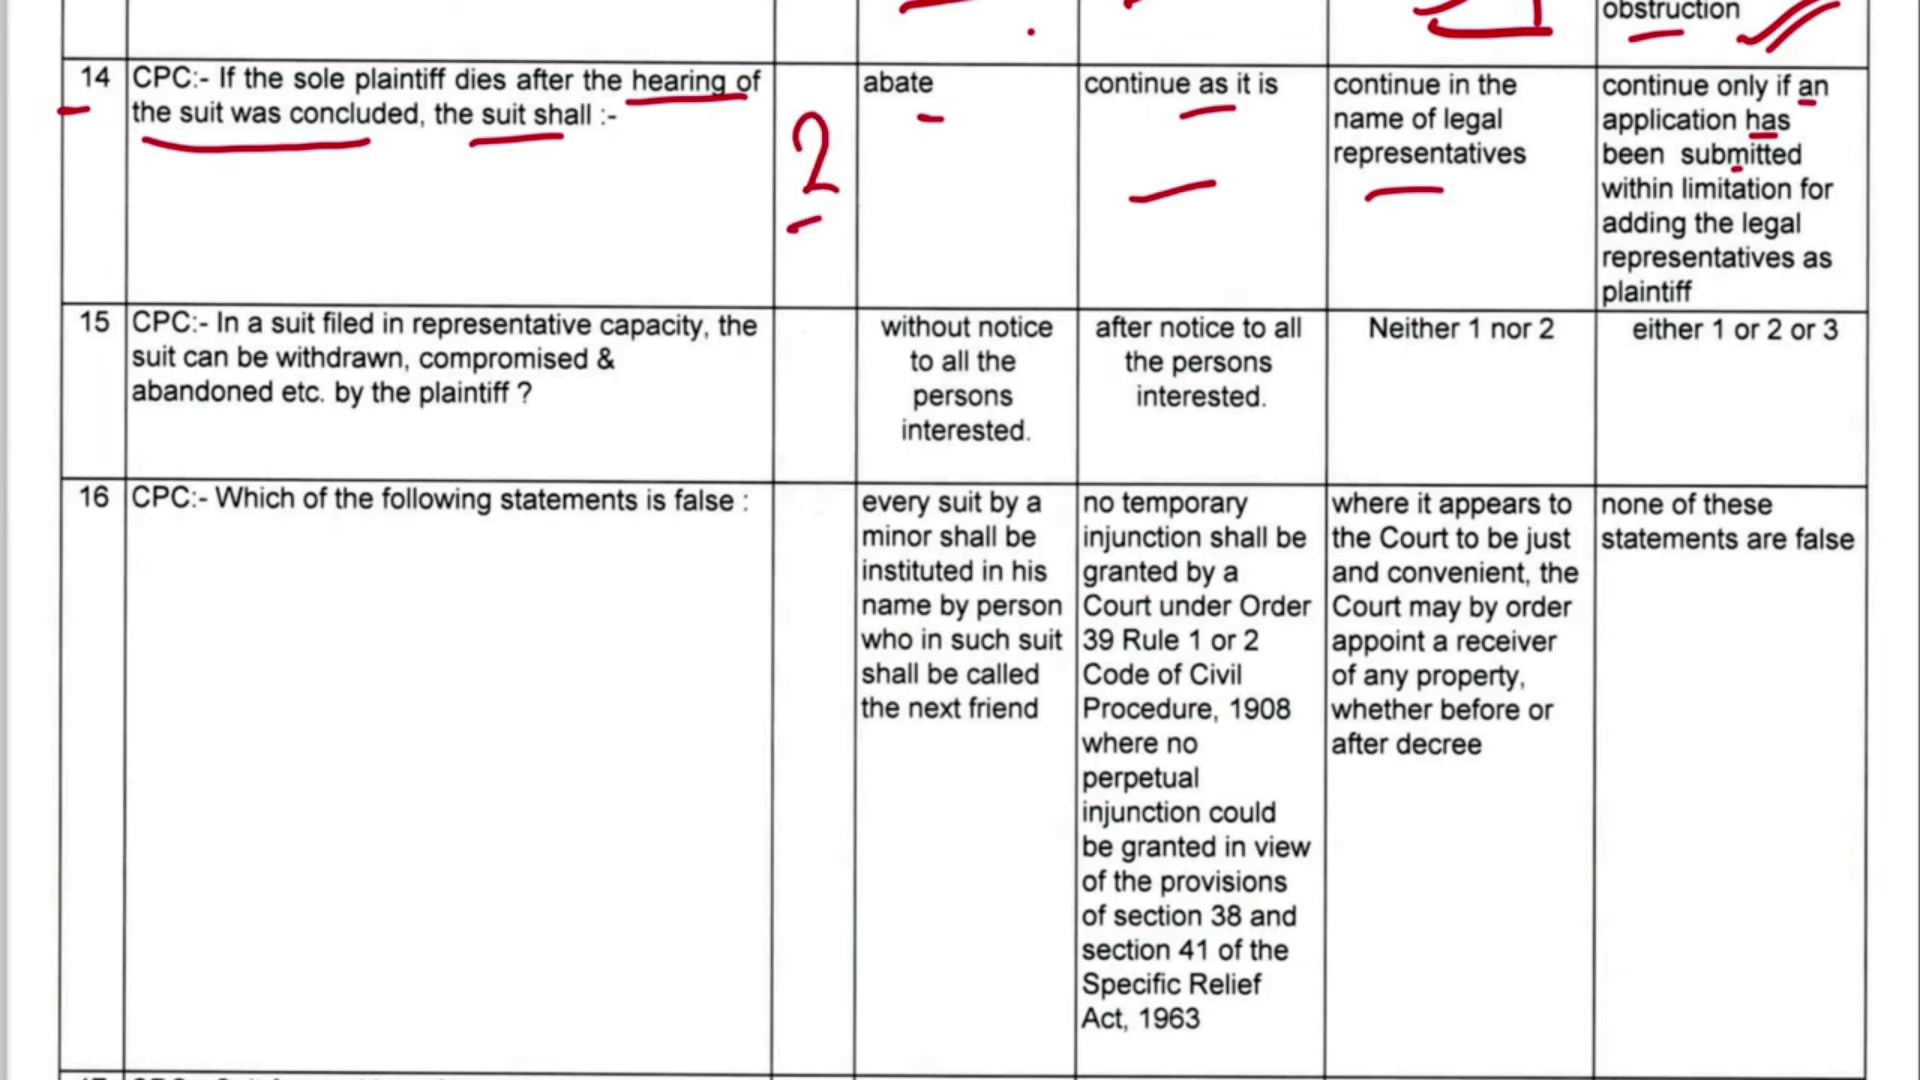 obstruction
14
CPC:- If the sole plaintiff dies after the hearing of
the suit was concluded, the suit shall :-
2
abate
continue as it is
continue in the
name of legal
representatives
continue only if an
application has
been submitted
within limitation for
adding the legal
representatives as
plaintiff
15
CPC:- In a suit filed in representative capacity, the
suit can be withdrawn, compromised &
abandoned etc. by the plaintiff ?
without notice
to all the
persons
interested.
after notice to all
the persons
interested.
Neither 1 nor 2
either 1 or 2 or 3
16
CPC:- Which of the following statements is false :
every suit by a
minor shall be
instituted in his
name by person
who in such suit
shall be called
the next friend
no temporary
injunction shall be
granted by a
Court under Order
39 Rule 1 or 2
Code of Civil
Procedure, 1908
where no
perpetual
injunction could
be granted in view
of the provisions
of section 38 and
section 41 of the
Specific Relief
Act, 1963
where it appears to
the Court to be just
and convenient, the
Court may by order
appoint a receiver
of any property,
whether before or
after decree
none of these
statements are false